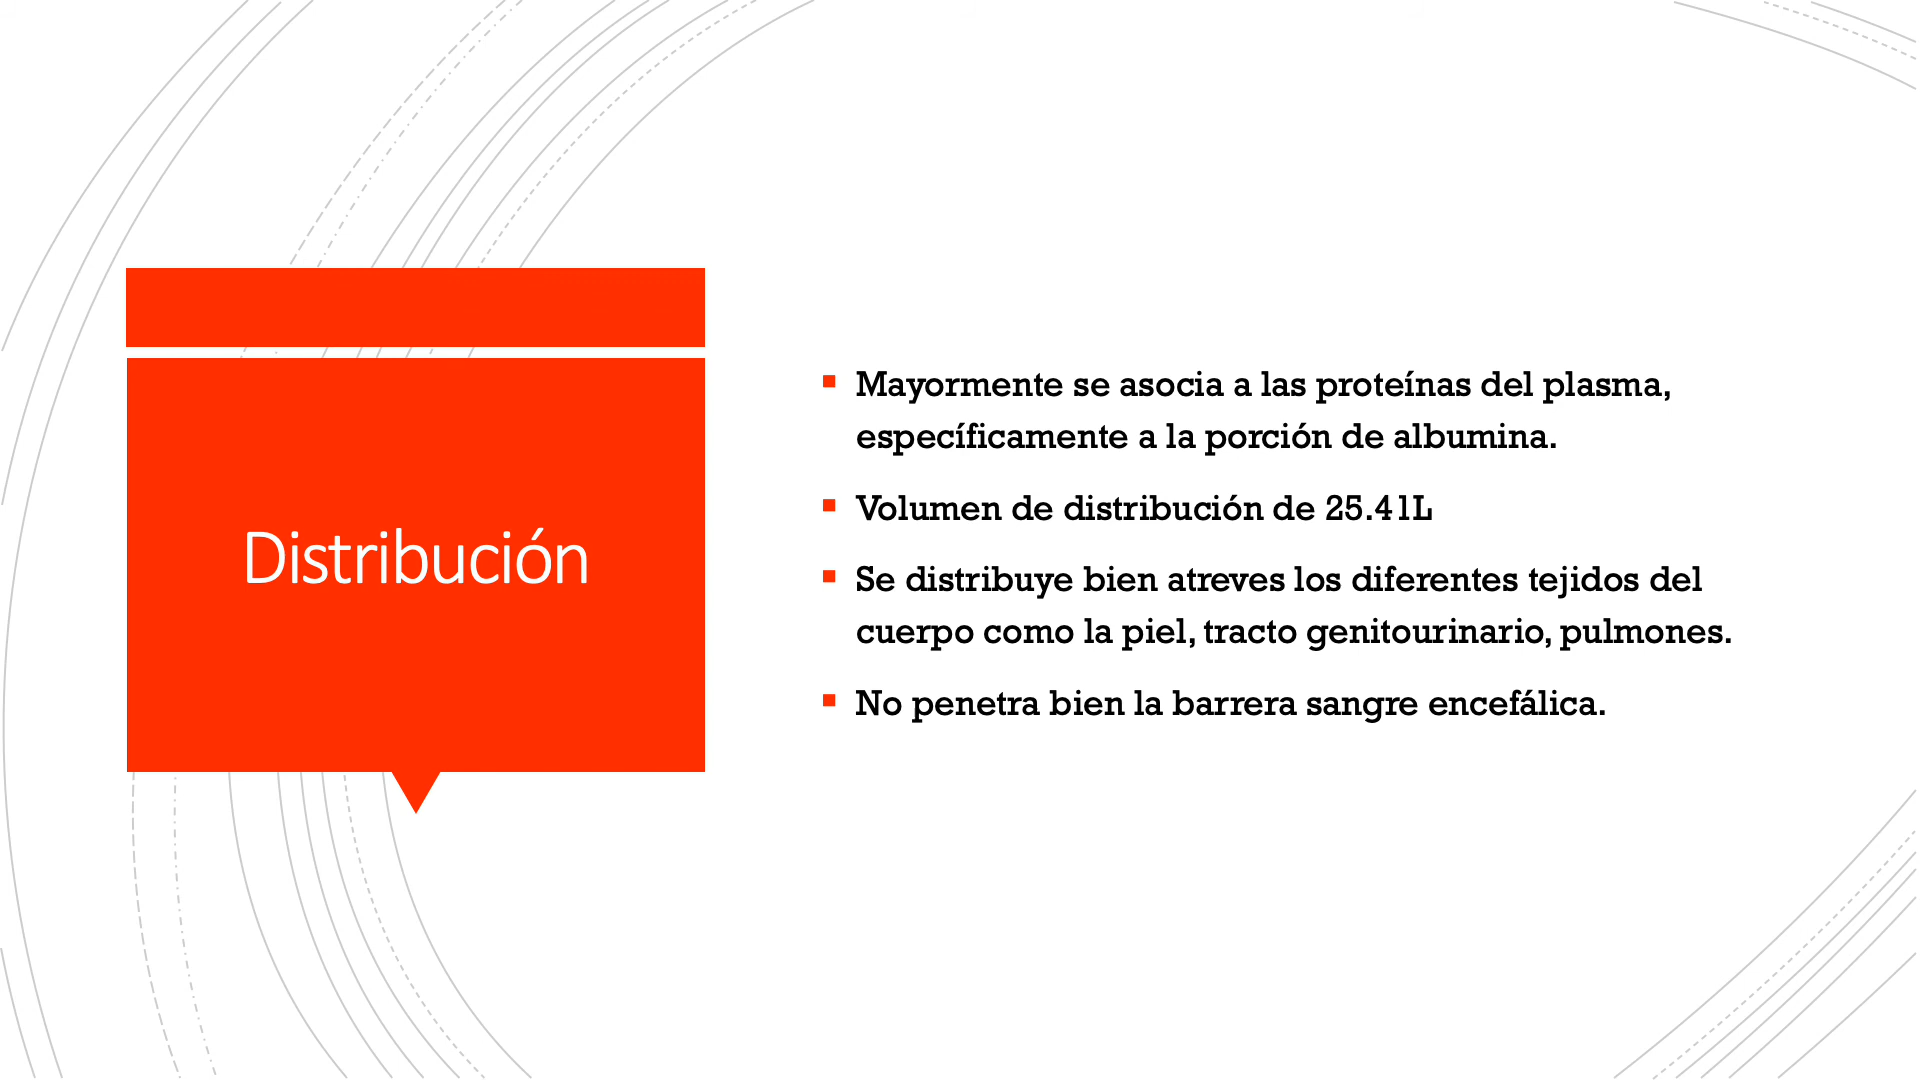 Distribución
Mayormente se asocia a las proteínas del plasma,
específicamente a la porción de albumina.
Volumen de distribución de 25.41L
Se distribuye bien atreves los diferentes tejidos del
cuerpo como la piel, tracto genitourinario, pulmones.
No penetra bien la barrera sangre encefálica.